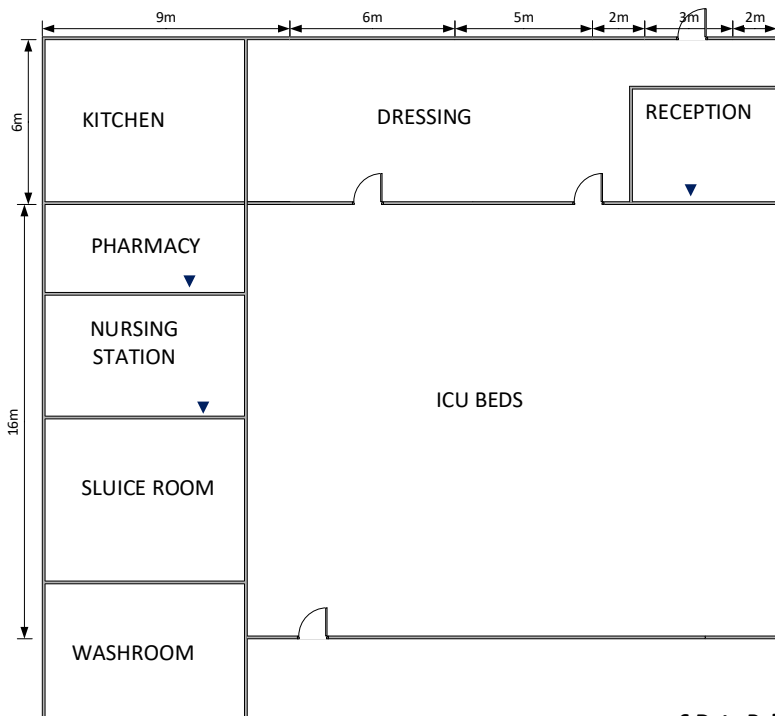 9m
6m
5m
2m
3m
2m
6m
KITCHEN
DRESSING
RECEPTION
PHARMACY
NURSING
STATION
ICU BEDS
16m
SLUICE ROOM
WASHROOM